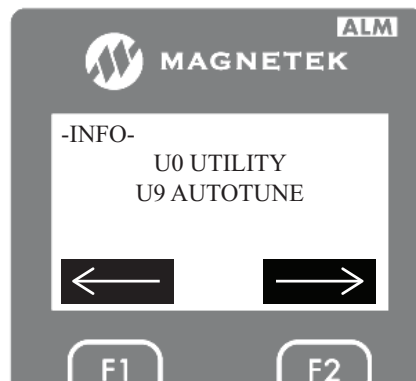 ALM
MAGNETEK
-INFO-
U0 UTILITY
U9 AUTOTUNE
F1 F2